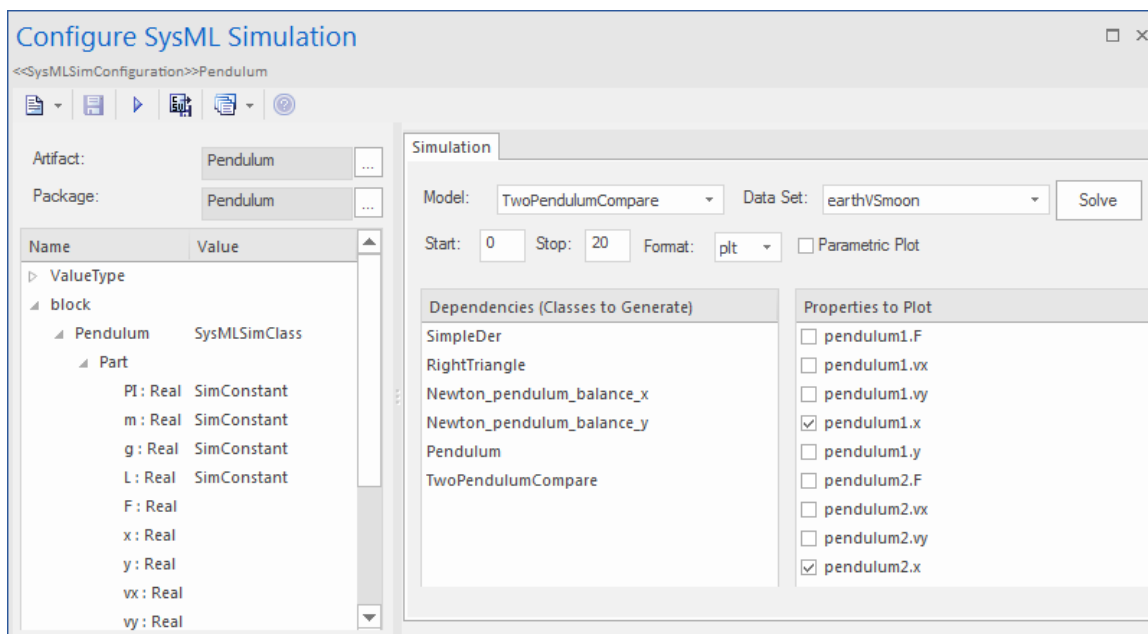 Configure SysML Simulation
<<SysMLSimConfiguration>>Pendulum
Artifact: Pendulum ...
Package: Pendulum ...
Name Value
ValueType
block
Pendulum SysMLSimClass
Part
PI : Real SimConstant
m : Real SimConstant
g : Real SimConstant
L : Real SimConstant
F : Real
x : Real
y : Real
vx : Real
vy : Real
Simulation
Model: TwoPendulumCompare Data Set: earthVSmoon Solve
Start: 0 Stop: 20 Format: plt Parametric Plot
Dependencies (Classes to Generate)
SimpleDer
RightTriangle
Newton_pendulum_balance_x
Newton_pendulum_balance_y
Pendulum
TwoPendulumCompare
Properties to Plot
pendulum1.F
pendulum1.vx
pendulum1.vy
pendulum1.x
pendulum1.y
pendulum2.F
pendulum2.vx
pendulum2.vy
pendulum2.x